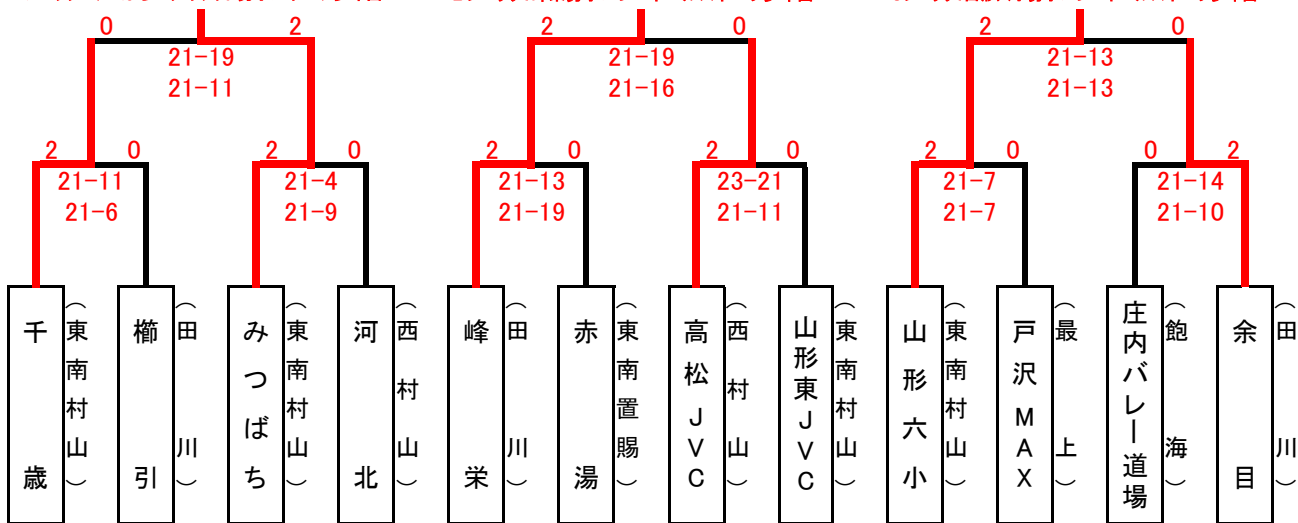 0 2 2 0 2 0
21-19 21-19 21-13
21-11 21-16 21-13
2 0 2 0 2 0 2 0 2 0 0 2
21-11 21-4 21-13 23-21 21-7 21-14
21-6 21-9 21-19 21-11 21-7 21-10
千歳
(東南村山)
櫛引
(田川)
みつばち
(東南村山)
河北
(西村山)
峰栄
(田川)
赤湯
(東南置賜)
高松JVC
(西村山)
山形東JVC
(東南村山)
山形六小
(東南村山)
戸沢MAX
(最上)
庄内バレー道場
(飽海)
余目
(田川)